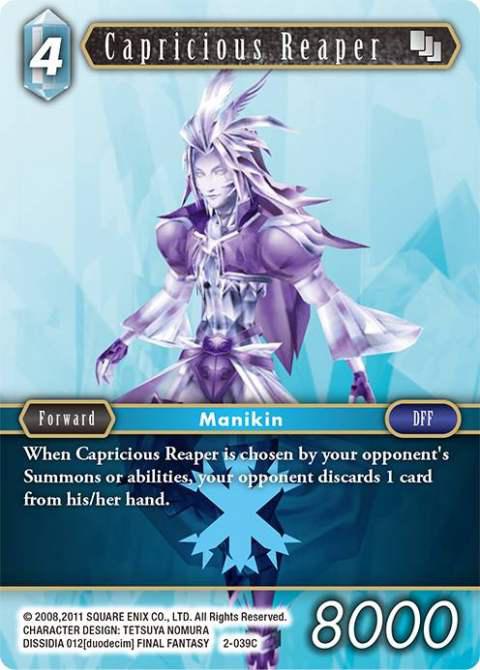 4
Capricious Reaper
Forward
Manikin
DFF
When Capricious Reaper is chosen by your opponent's
Summons or abilities, your opponent discards 1 card
from his/her hand.
© 2008,2011 SQUARE ENIX CO., LTD. All Rights Reserved.
CHARACTER DESIGN: TETSUYA NOMURA
DISSIDIA 012[duodecim] FINAL FANTASY
2-039C
8000